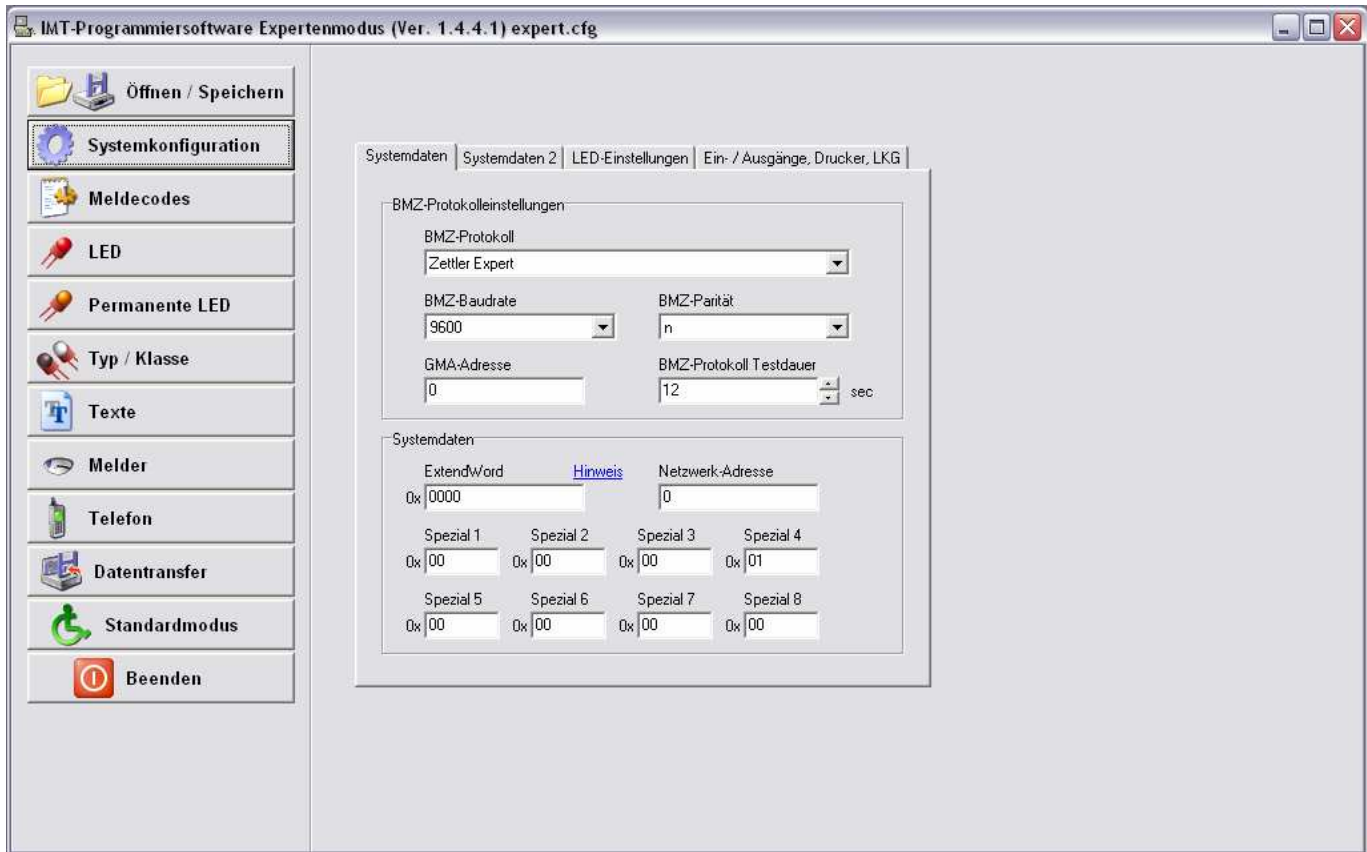 IMT-Programmiersoftware Expertenmodus (Ver. 1.4.4.1) expert.cfg
Öffnen / Speichern
Systemkonfiguration
Meldecodes
LED
Permanente LED
Typ / Klasse
Texte
Melder
Telefon
Datentransfer
Standardmodus
Beenden
Systemdaten Systemdaten 2 LED-Einstellungen Ein- / Ausgänge, Drucker, LKG
BMZ-Protokolleinstellungen
BMZ-Protokoll
Zettler Expert
BMZ-Baudrate BMZ-Parität
9600 n
GMA-Adresse BMZ-Protokoll Testdauer
0 12 sec
Systemdaten
ExtendWord Hinweis Netzwerk-Adresse
0x 0000 0
Spezial 1 Spezial 2 Spezial 3 Spezial 4
0x 00 0x 00 0x 00 0x 01
Spezial 5 Spezial 6 Spezial 7 Spezial 8
0x 00 0x 00 0x 00 0x 00